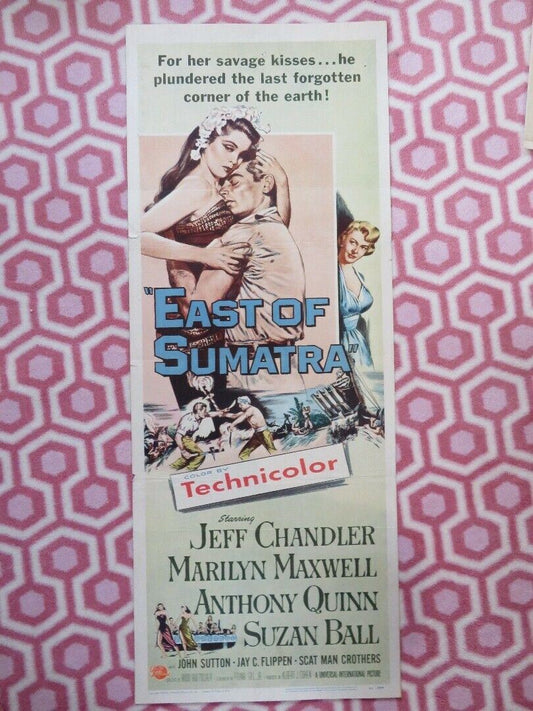 For her savage kisses...he
plundered the last forgotten
corner of the earth!
"EAST OF
SUMATRA"
COLOR BY
Technicolor
Starring
JEFF CHANDLER
MARILYN MAXWELL
ANTHONY QUINN
SUZAN BALL
with JOHN SUTTON · JAY C. FLIPPEN · SCAT MAN CROTHERS
A UNIVERSAL-INTERNATIONAL PICTURE